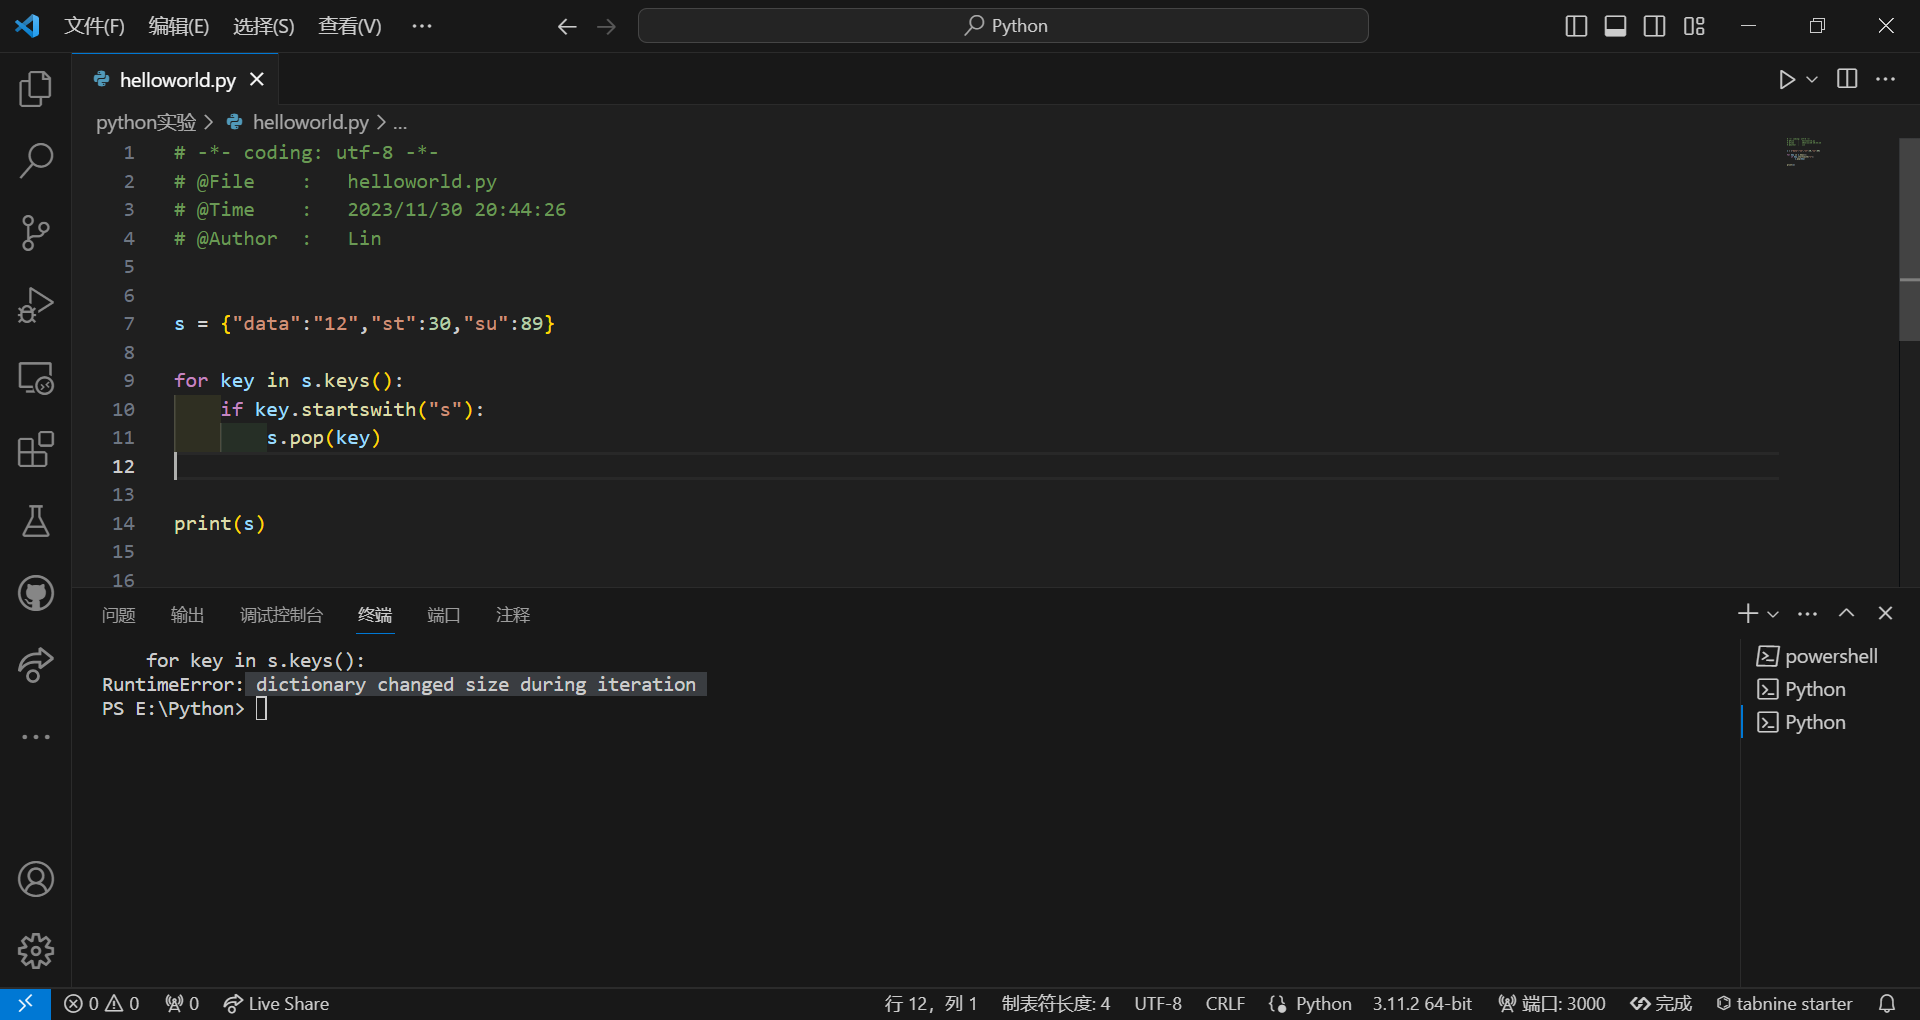 文件(F) 编辑(E) 选择(S) 查看(V) ··· Python
helloworld.py
python实验 > helloworld.py > ...
1 # -*- coding: utf-8 -*-
2 # @File    :   helloworld.py
3 # @Time    :   2023/11/30 20:44:26
4 # @Author  :   Lin
5
6
7 s = {"data":"12","st":30,"su":89}
8
9 for key in s.keys():
10     if key.startswith("s"):
11         s.pop(key)
12
13
14 print(s)
15
16
问题 输出 调试控制台 终端 端口 注释
    for key in s.keys():
RuntimeError: dictionary changed size during iteration
PS E:\Python>
powershell
Python
Python
0 0 0 Live Share 行 12，列 1 制表符长度: 4 UTF-8 CRLF Python 3.11.2 64-bit 端口: 3000 完成 tabnine starter